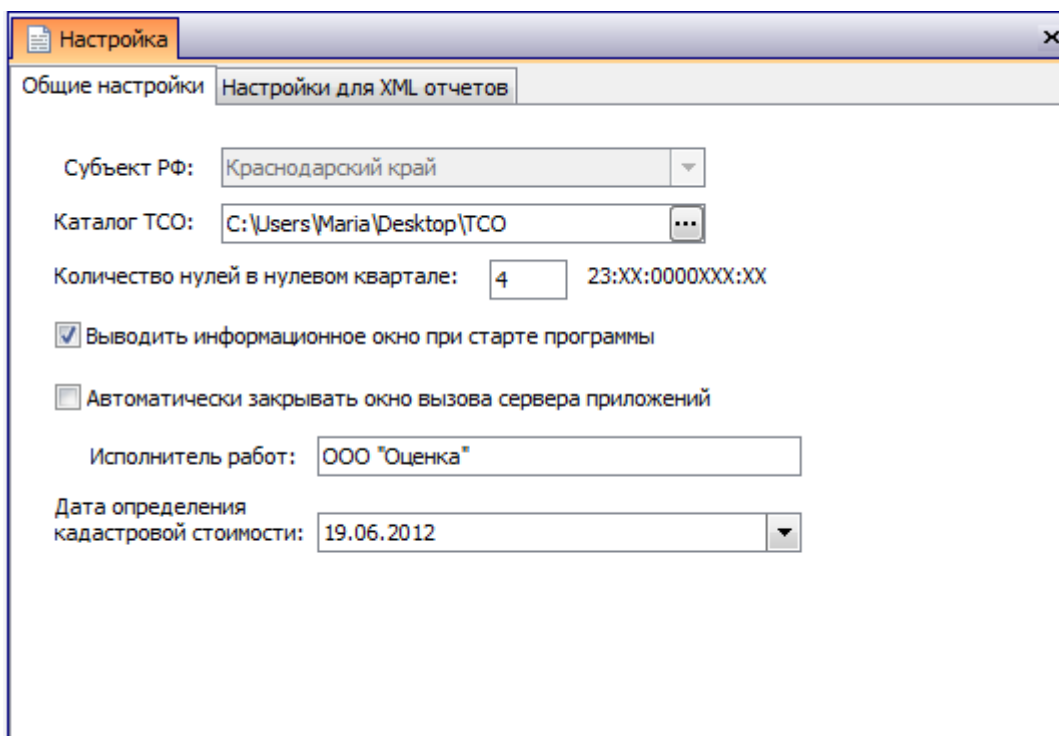 Настройка
Общие настройки Настройки для XML отчетов
Субъект РФ: Краснодарский край
Каталог ТСО: C:\Users\Maria\Desktop\TCO
Количество нулей в нулевом квартале: 4 23:XX:0000XXX:XX
Выводить информационное окно при старте программы
Автоматически закрывать окно вызова сервера приложений
Исполнитель работ: ООО "Оценка"
Дата определения
кадастровой стоимости: 19.06.2012